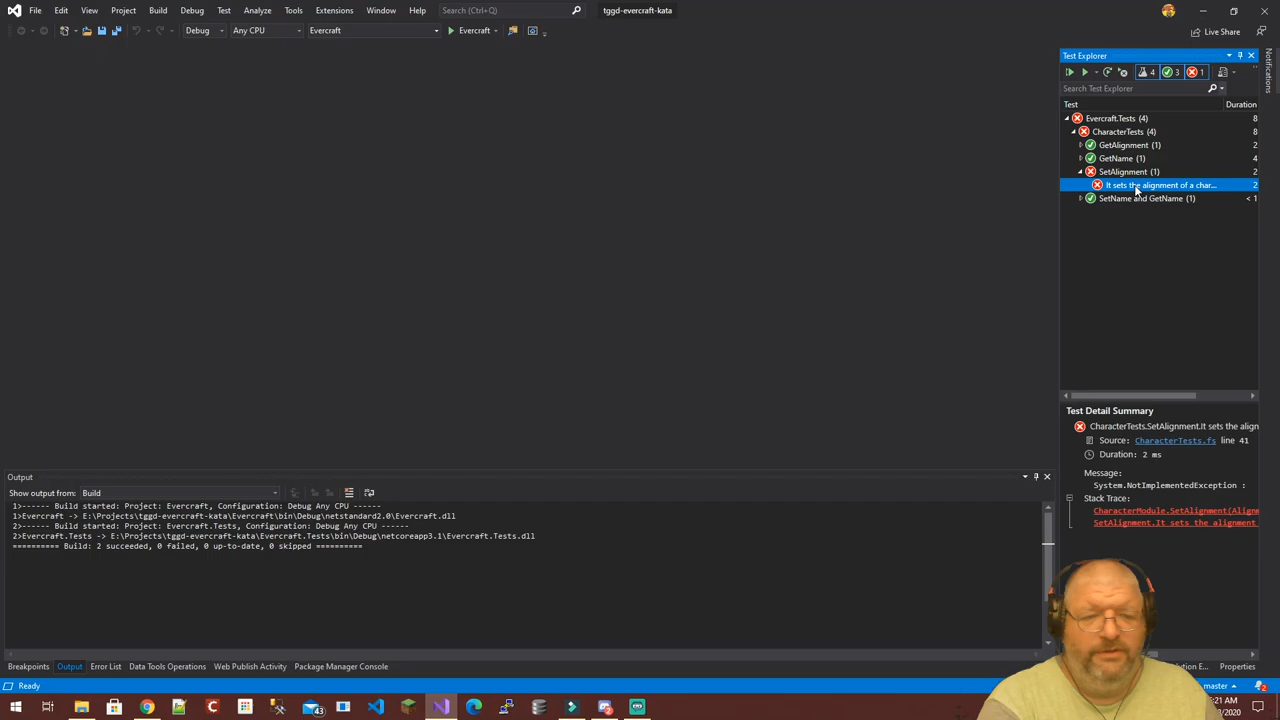 File Edit View Project Build Debug Test Analyze Tools Extensions Window Help Search (Ctrl+Q) tggd-evercraft-kata
Debug Any CPU Evercraft Evercraft Live Share
Test Explorer
4 3 1
Search Test Explorer
Test Duration
Evercraft.Tests (4) 8
CharacterTests (4) 8
GetAlignment (1) 2
GetName (1) 4
SetAlignment (1) 2
It sets the alignment of a char... 2
SetName and GetName (1) < 1
Notifications
Test Detail Summary
CharacterTests.SetAlignment.It sets the align
Source: CharacterTests.fs line 41
Duration: 2 ms
Message:
System.NotImplementedException :
Stack Trace:
CharacterModule.SetAlignment(Align
SetAlignment.It sets the alignment
Output
Show output from: Build
1>------ Build started: Project: Evercraft, Configuration: Debug Any CPU ------
1>Evercraft -> E:\Projects\tggd-evercraft-kata\Evercraft\bin\Debug\netstandard2.0\Evercraft.dll
2>------ Build started: Project: Evercraft.Tests, Configuration: Debug Any CPU ------
2>Evercraft.Tests -> E:\Projects\tggd-evercraft-kata\Evercraft.Tests\bin\Debug\netcoreapp3.1\Evercraft.Tests.dll
========== Build: 2 succeeded, 0 failed, 0 up-to-date, 0 skipped ==========
Breakpoints Output Error List Data Tools Operations Web Publish Activity Package Manager Console Properties
Ready master 2
43